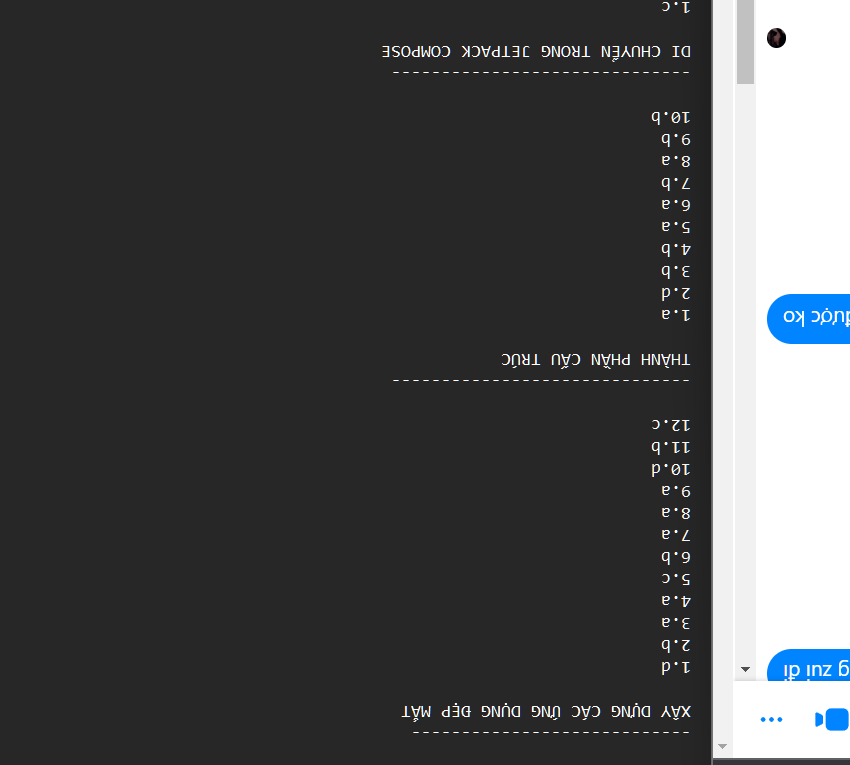 ---------------------------
XÂY DỰNG CÁC ỨNG DỤNG ĐẸP MẮT
1.d
2.b
3.a
4.a
5.c
6.b
7.a
8.a
9.a
10.d
11.b
12.c
------------------------------
THÀNH PHẦN CẤU TRÚC
1.a
2.d
3.b
4.b
5.a
6.a
7.b
8.a
9.b
10.b
------------------------------
DI CHUYỂN TRONG JETPACK COMPOSE
1.c
g zui đi
được ko